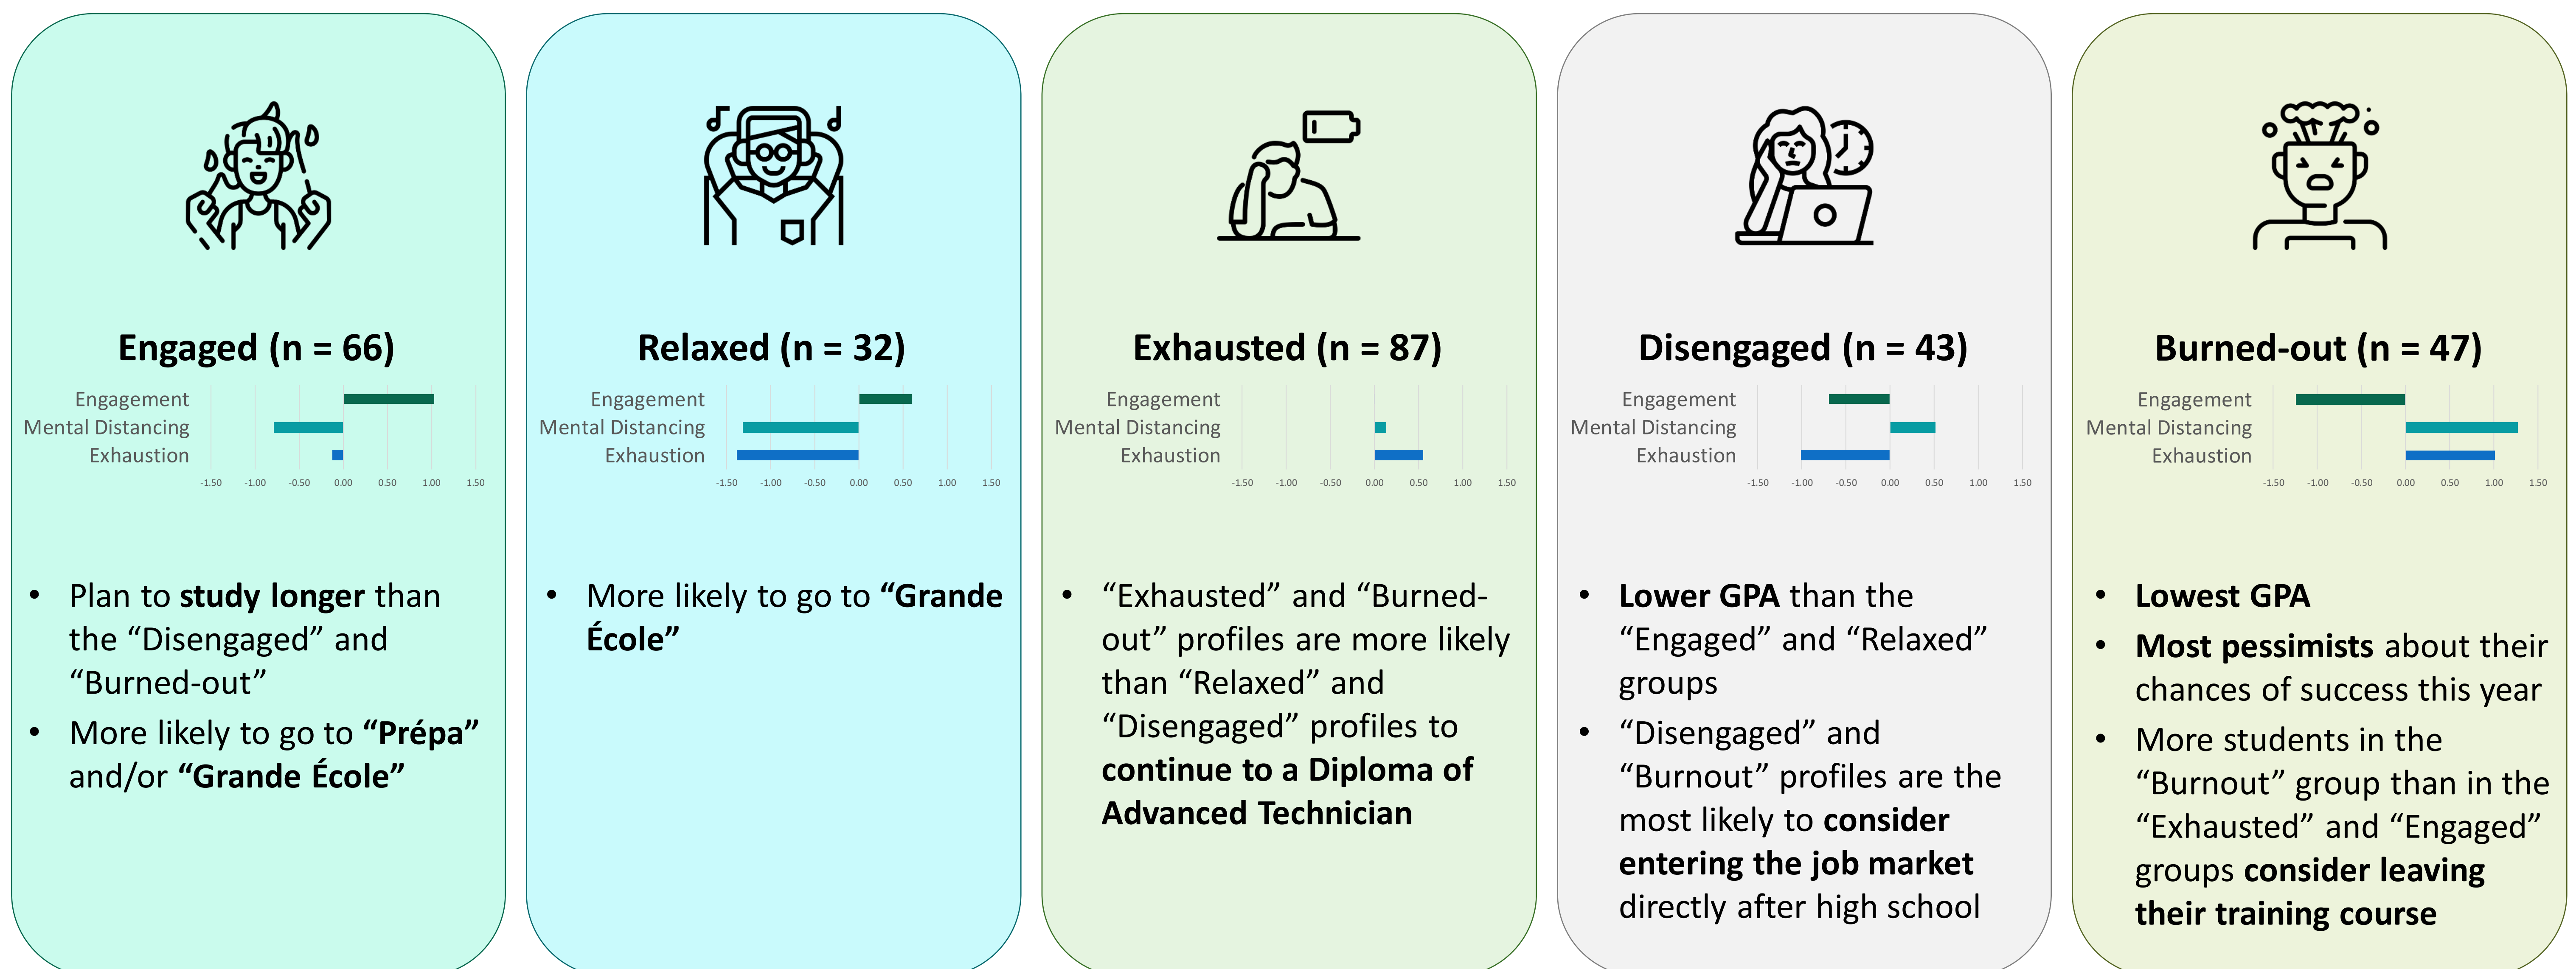 Engaged (n = 66)
Engagement
Mental Distancing
Exhaustion
-1.50 -1.00 -0.50 0.00 0.50 1.00 1.50
• Plan to study longer than
the “Disengaged” and
“Burned-out”
• More likely to go to “Prépa”
and/or “Grande École”
Relaxed (n = 32)
Engagement
Mental Distancing
Exhaustion
-1.50 -1.00 -0.50 0.00 0.50 1.00 1.50
• More likely to go to “Grande
École”
Exhausted (n = 87)
Engagement
Mental Distancing
Exhaustion
-1.50 -1.00 -0.50 0.00 0.50 1.00 1.50
• “Exhausted” and “Burned-
out” profiles are more likely
than “Relaxed” and
“Disengaged” profiles to
continue to a Diploma of
Advanced Technician
Disengaged (n = 43)
Engagement
Mental Distancing
Exhaustion
-1.50 -1.00 -0.50 0.00 0.50 1.00 1.50
• Lower GPA than the
“Engaged” and “Relaxed”
groups
• “Disengaged” and
“Burnout” profiles are the
most likely to consider
entering the job market
directly after high school
Burned-out (n = 47)
Engagement
Mental Distancing
Exhaustion
-1.50 -1.00 -0.50 0.00 0.50 1.00 1.50
• Lowest GPA
• Most pessimists about their
chances of success this year
• More students in the
“Burnout” group than in the
“Exhausted” and “Engaged”
groups consider leaving
their training course